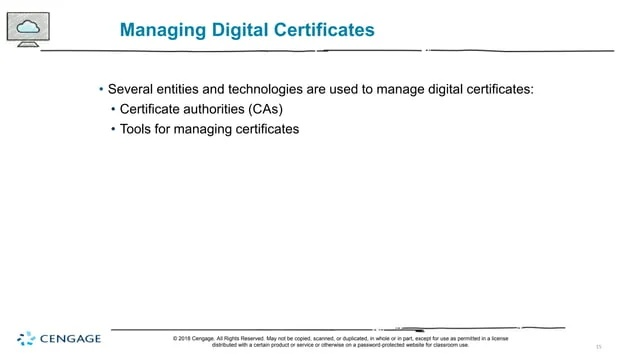 Managing Digital Certificates
• Several entities and technologies are used to manage digital certificates:
• Certificate authorities (CAs)
• Tools for managing certificates
CENGAGE
© 2018 Cengage. All Rights Reserved. May not be copied, scanned, or duplicated, in whole or in part, except for use as permitted in a license
distributed with a certain product or service or otherwise on a password-protected website for classroom use.